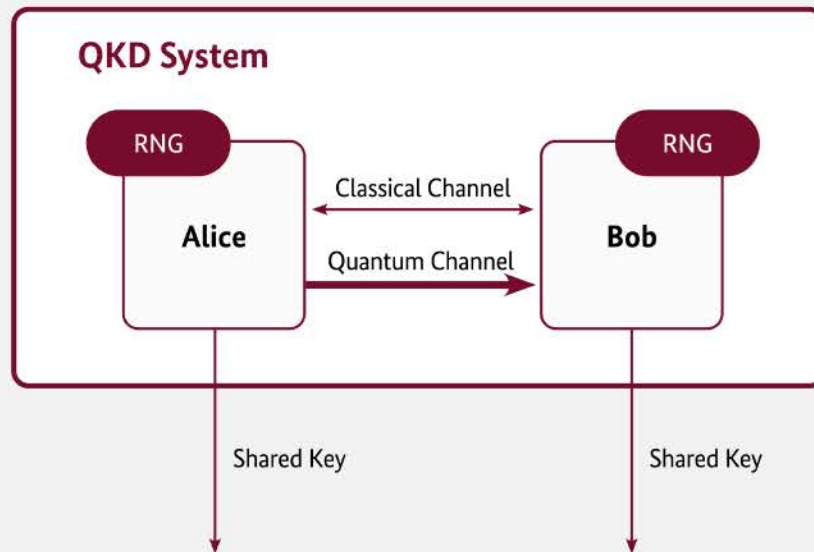 QKD System
RNG
RNG
Classical Channel
Alice
Bob
Quantum Channel
Shared Key
Shared Key